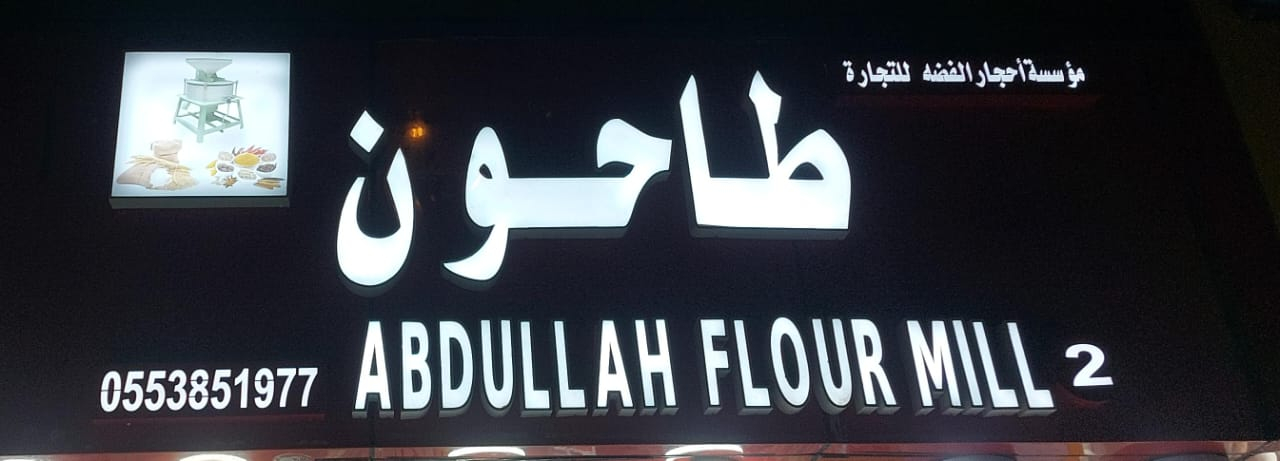 مؤسسة أحجار الفضه للتجارة
طاحون
ABDULLAH FLOUR MILL 2
0553851977